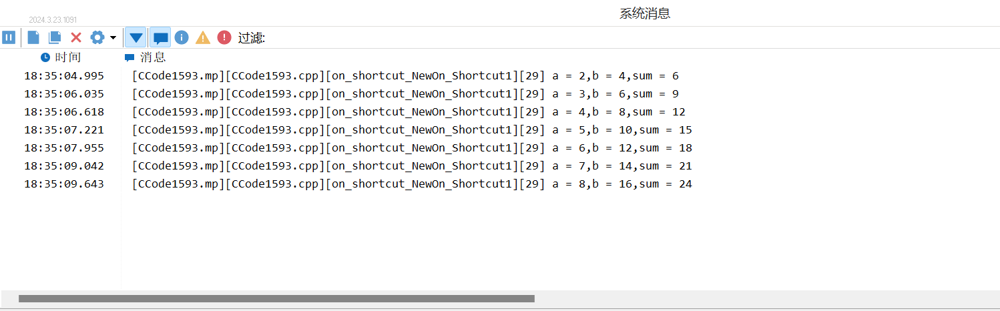 系统消息
2024.3.23.1091
过滤:
时间 消息
18:35:04.995 [CCode1593.mp][CCode1593.cpp][on_shortcut_NewOn_Shortcut1][29] a = 2,b = 4,sum = 6
18:35:06.035 [CCode1593.mp][CCode1593.cpp][on_shortcut_NewOn_Shortcut1][29] a = 3,b = 6,sum = 9
18:35:06.618 [CCode1593.mp][CCode1593.cpp][on_shortcut_NewOn_Shortcut1][29] a = 4,b = 8,sum = 12
18:35:07.221 [CCode1593.mp][CCode1593.cpp][on_shortcut_NewOn_Shortcut1][29] a = 5,b = 10,sum = 15
18:35:07.955 [CCode1593.mp][CCode1593.cpp][on_shortcut_NewOn_Shortcut1][29] a = 6,b = 12,sum = 18
18:35:09.042 [CCode1593.mp][CCode1593.cpp][on_shortcut_NewOn_Shortcut1][29] a = 7,b = 14,sum = 21
18:35:09.643 [CCode1593.mp][CCode1593.cpp][on_shortcut_NewOn_Shortcut1][29] a = 8,b = 16,sum = 24